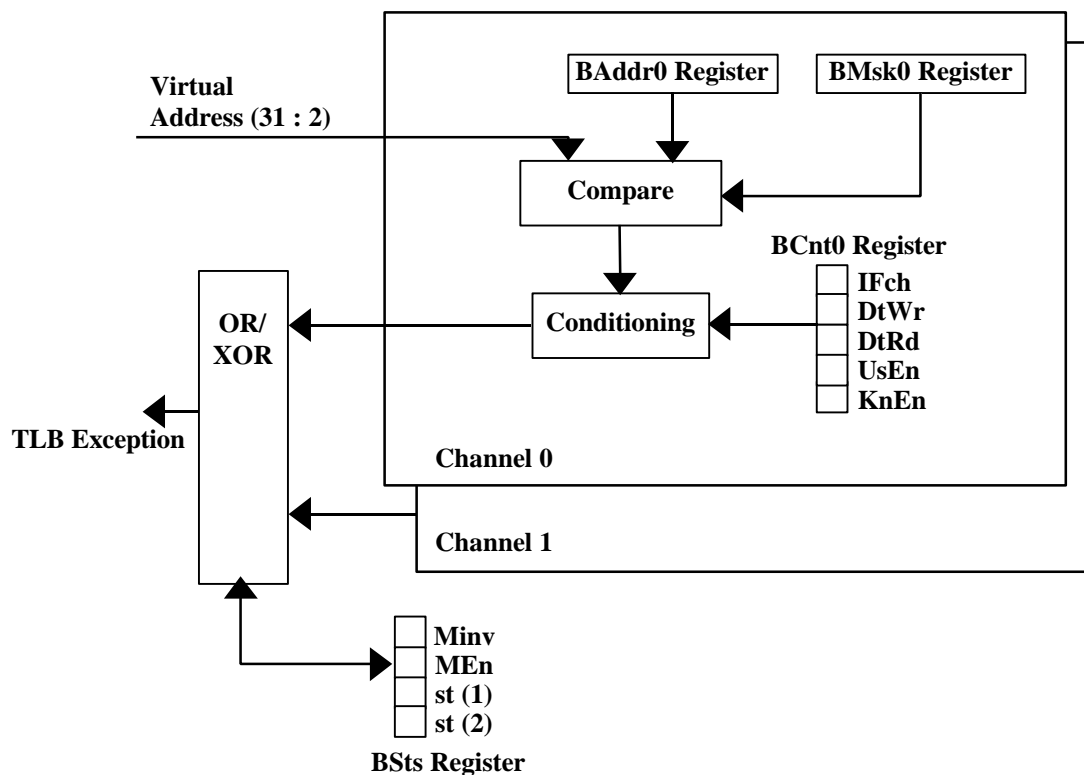 BAddr0 Register
BMsk0 Register
Virtual
Address (31 : 2)
Compare
BCnt0 Register
IFch
DtWr
DtRd
UsEn
KnEn
Conditioning
OR/
XOR
TLB Exception
Channel 0
Channel 1
Minv
MEn
st (1)
st (2)
BSts Register